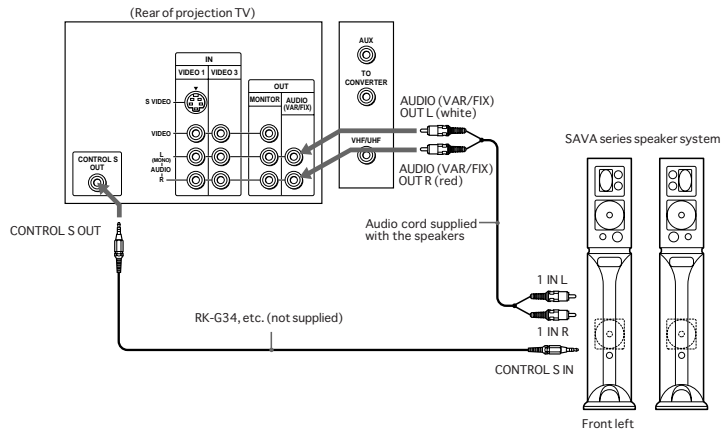 (Rear of projection TV)
IN
VIDEO 1 VIDEO 3
S VIDEO
VIDEO
L
(MONO)
AUDIO
R
OUT
MONITOR
AUDIO
(VAR/FIX)
CONTROL S
OUT
AUX
TO
CONVERTER
VHF/UHF
AUDIO (VAR/FIX)
OUT L (white)
AUDIO (VAR/FIX)
OUT R (red)
SAVA series speaker system
CONTROL S OUT
Audio cord supplied
with the speakers
1 IN L
1 IN R
RK-G34, etc. (not supplied)
CONTROL S IN
Front left